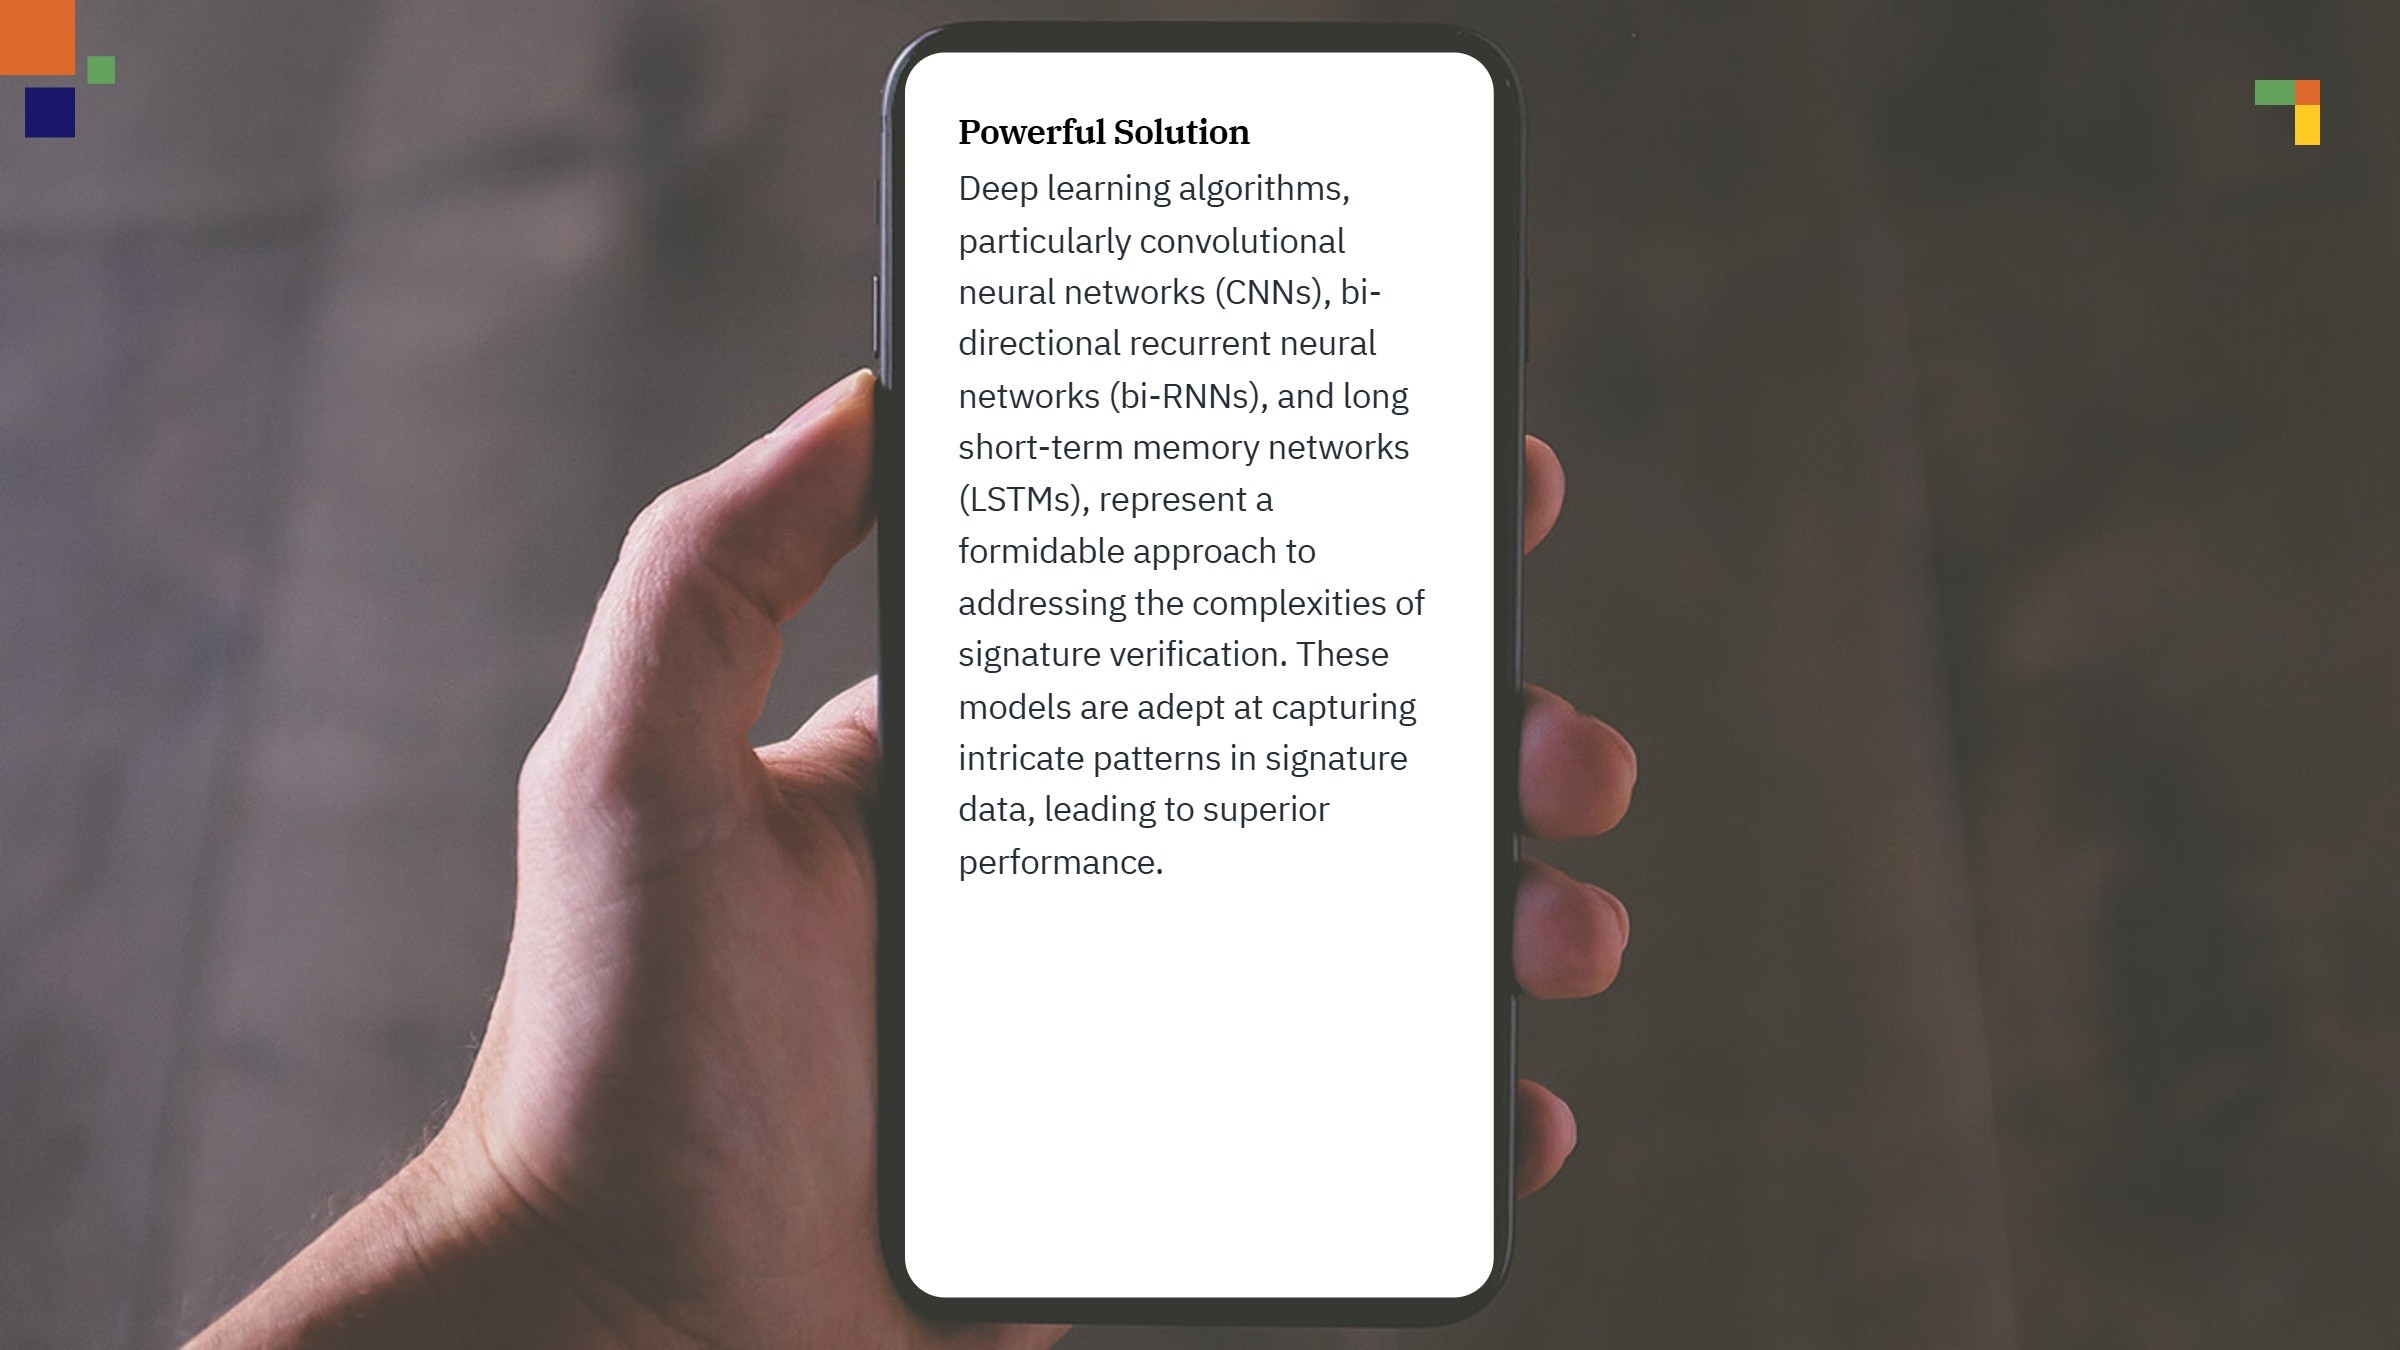 Powerful Solution
Deep learning algorithms,
particularly convolutional
neural networks (CNNs), bi-
directional recurrent neural
networks (bi-RNNs), and long
short-term memory networks
(LSTMs), represent a
formidable approach to
addressing the complexities of
signature verification. These
models are adept at capturing
intricate patterns in signature
data, leading to superior
performance.